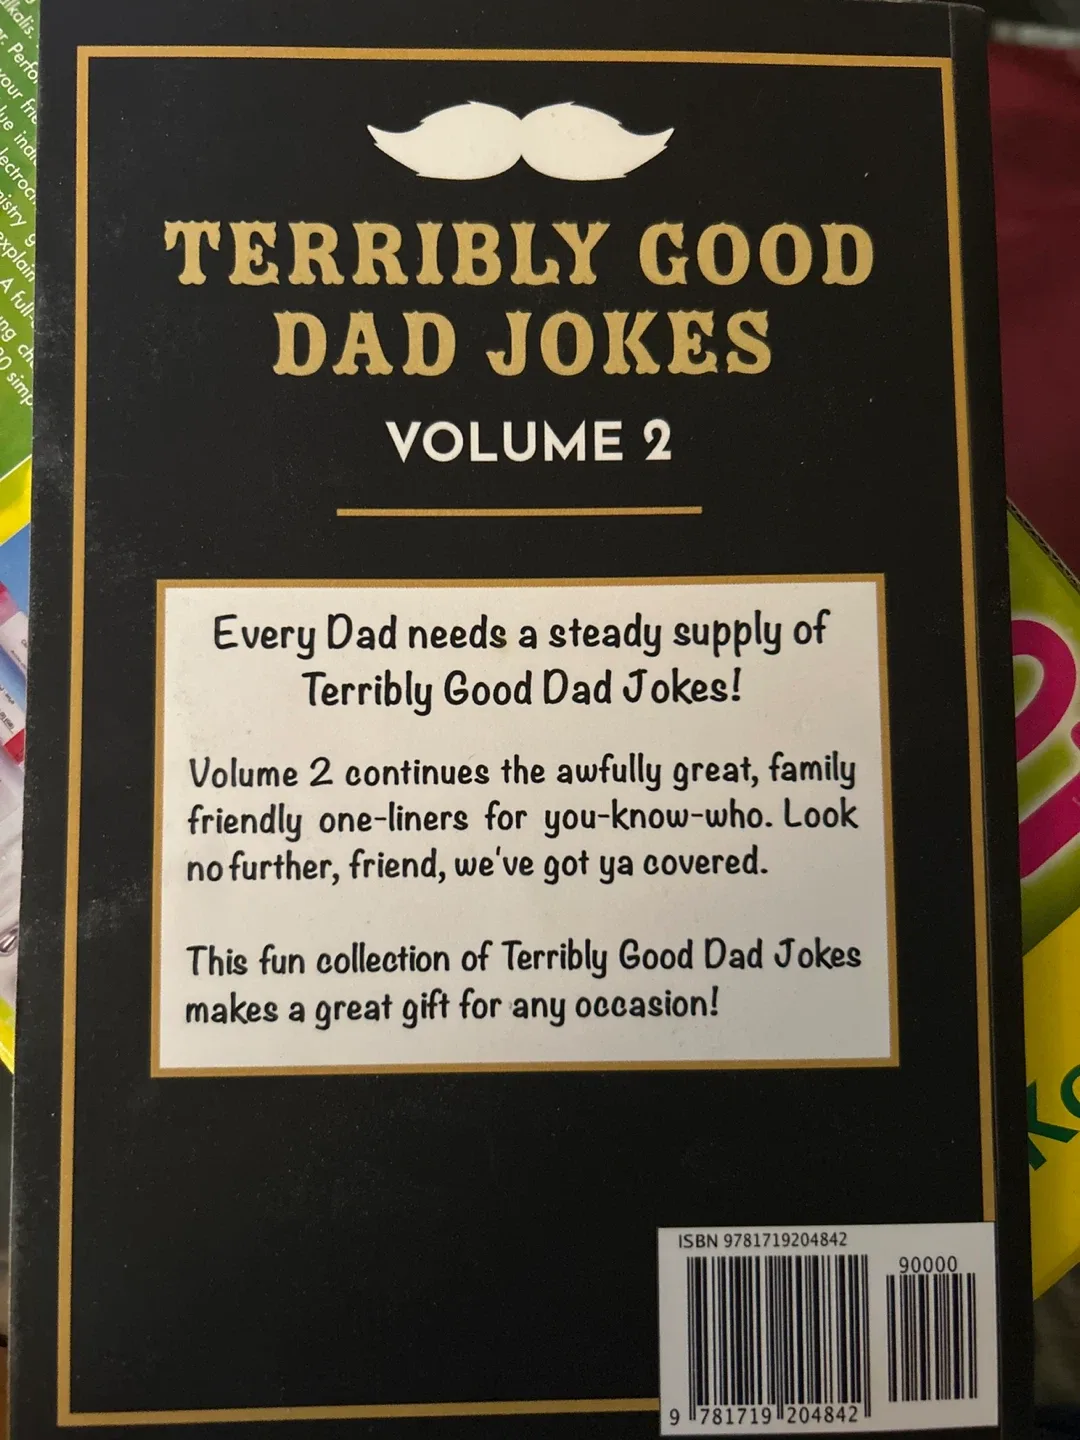 TERRIBLY GOOD
DAD JOKES
VOLUME 2
Every Dad needs a steady supply of
Terribly Good Dad Jokes!
Volume 2 continues the awfully great, family
friendly one-liners for you-know-who. Look
no further, friend, we've got ya covered.
This fun collection of Terribly Good Dad Jokes
makes a great gift for any occasion!
ISBN 9781719204842
90000
9 781719 204842
alkalis.
your
explain
A